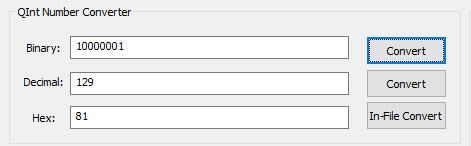 QInt Number Converter
Binary: 10000001 Convert
Decimal: 129 Convert
Hex: 81 In-File Convert